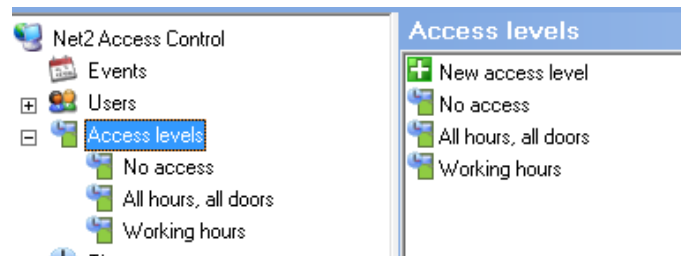 Net2 Access Control
Events
Users
Access levels
No access
All hours, all doors
Working hours
Access levels
New access level
No access
All hours, all doors
Working hours